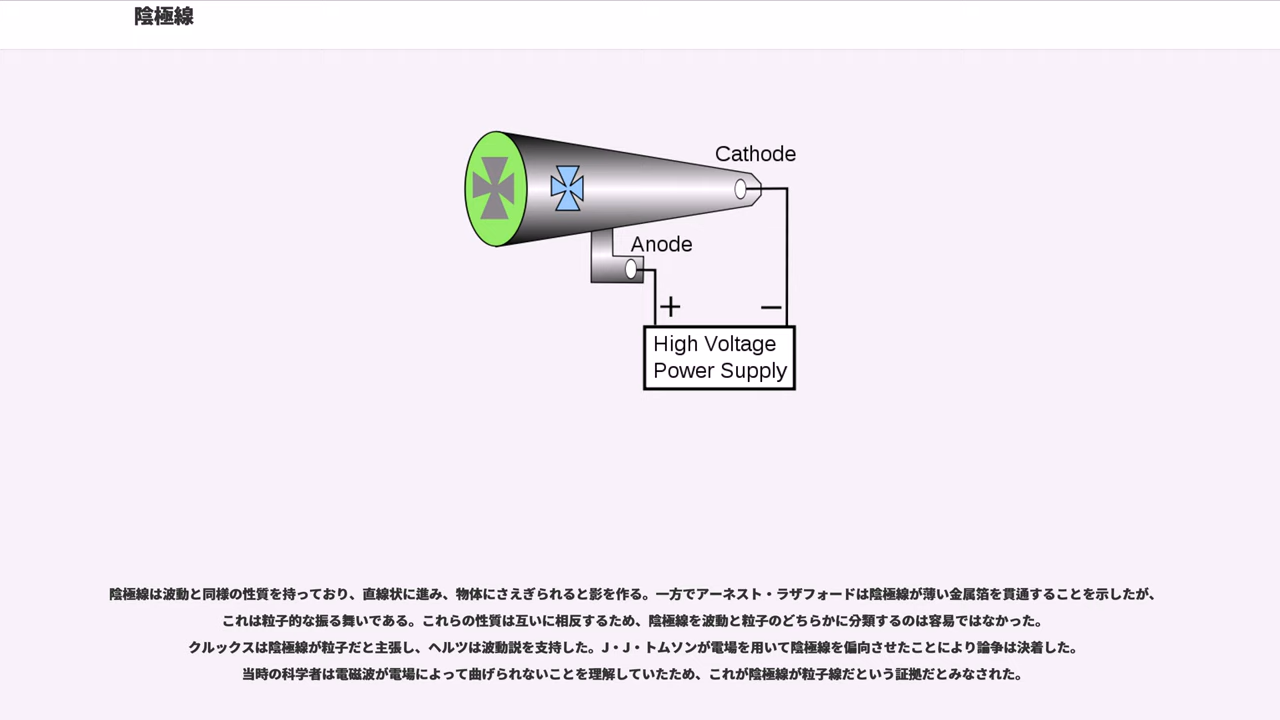 陰極線
Cathode
Anode
+
−
High Voltage
Power Supply
陰極線は波動と同様の性質を持っており、直線状に進み、物体にさえぎられると影を作る。一方でアーネスト・ラザフォードは陰極線が薄い金属箔を貫通することを示したが、
これは粒子的な振る舞いである。これらの性質は互いに相反するため、陰極線を波動と粒子のどちらかに分類するのは容易ではなかった。
クルックスは陰極線が粒子だと主張し、ヘルツは波動説を支持した。J・J・トムソンが電場を用いて陰極線を偏向させたことにより論争は決着した。
当時の科学者は電磁波が電場によって曲げられないことを理解していたため、これが陰極線が粒子線だという証拠だとみなされた。